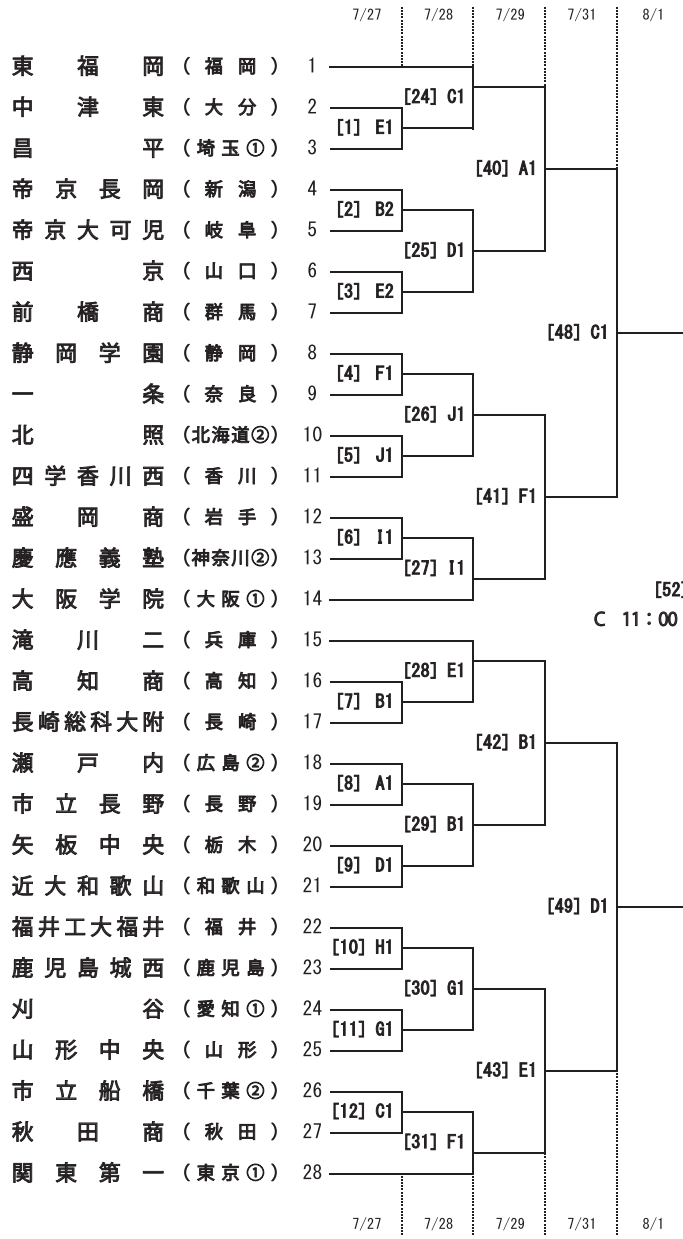 7/27 7/28 7/29 7/31 8/1
東福岡 (福岡) 1
[24] C1
中津東 (大分) 2
[1] E1
昌平 (埼玉①) 3
[40] A1
帝京長岡 (新潟) 4
[2] B2
帝京大可児 (岐阜) 5
[25] D1
西京 (山口) 6
[3] E2
前橋商 (群馬) 7
[48] C1
静岡学園 (静岡) 8
[4] F1
一条 (奈良) 9
[26] J1
北照 (北海道②) 10
[5] J1
四学香川西 (香川) 11
[41] F1
盛岡商 (岩手) 12
[6] I1
慶應義塾 (神奈川②) 13
[27] I1
大阪学院 (大阪①) 14
[52]
C 11:00
滝川二 (兵庫) 15
[28] E1
高知商 (高知) 16
[7] B1
長崎総科大附 (長崎) 17
[42] B1
瀬戸内 (広島②) 18
[8] A1
市立長野 (長野) 19
[29] B1
矢板中央 (栃木) 20
[9] D1
近大和歌山 (和歌山) 21
[49] D1
福井工大福井 (福井) 22
[10] H1
鹿児島城西 (鹿児島) 23
[30] G1
刈谷 (愛知①) 24
[11] G1
山形中央 (山形) 25
[43] E1
市立船橋 (千葉②) 26
[12] C1
秋田商 (秋田) 27
[31] F1
関東第一 (東京①) 28
7/27 7/28 7/29 7/31 8/1